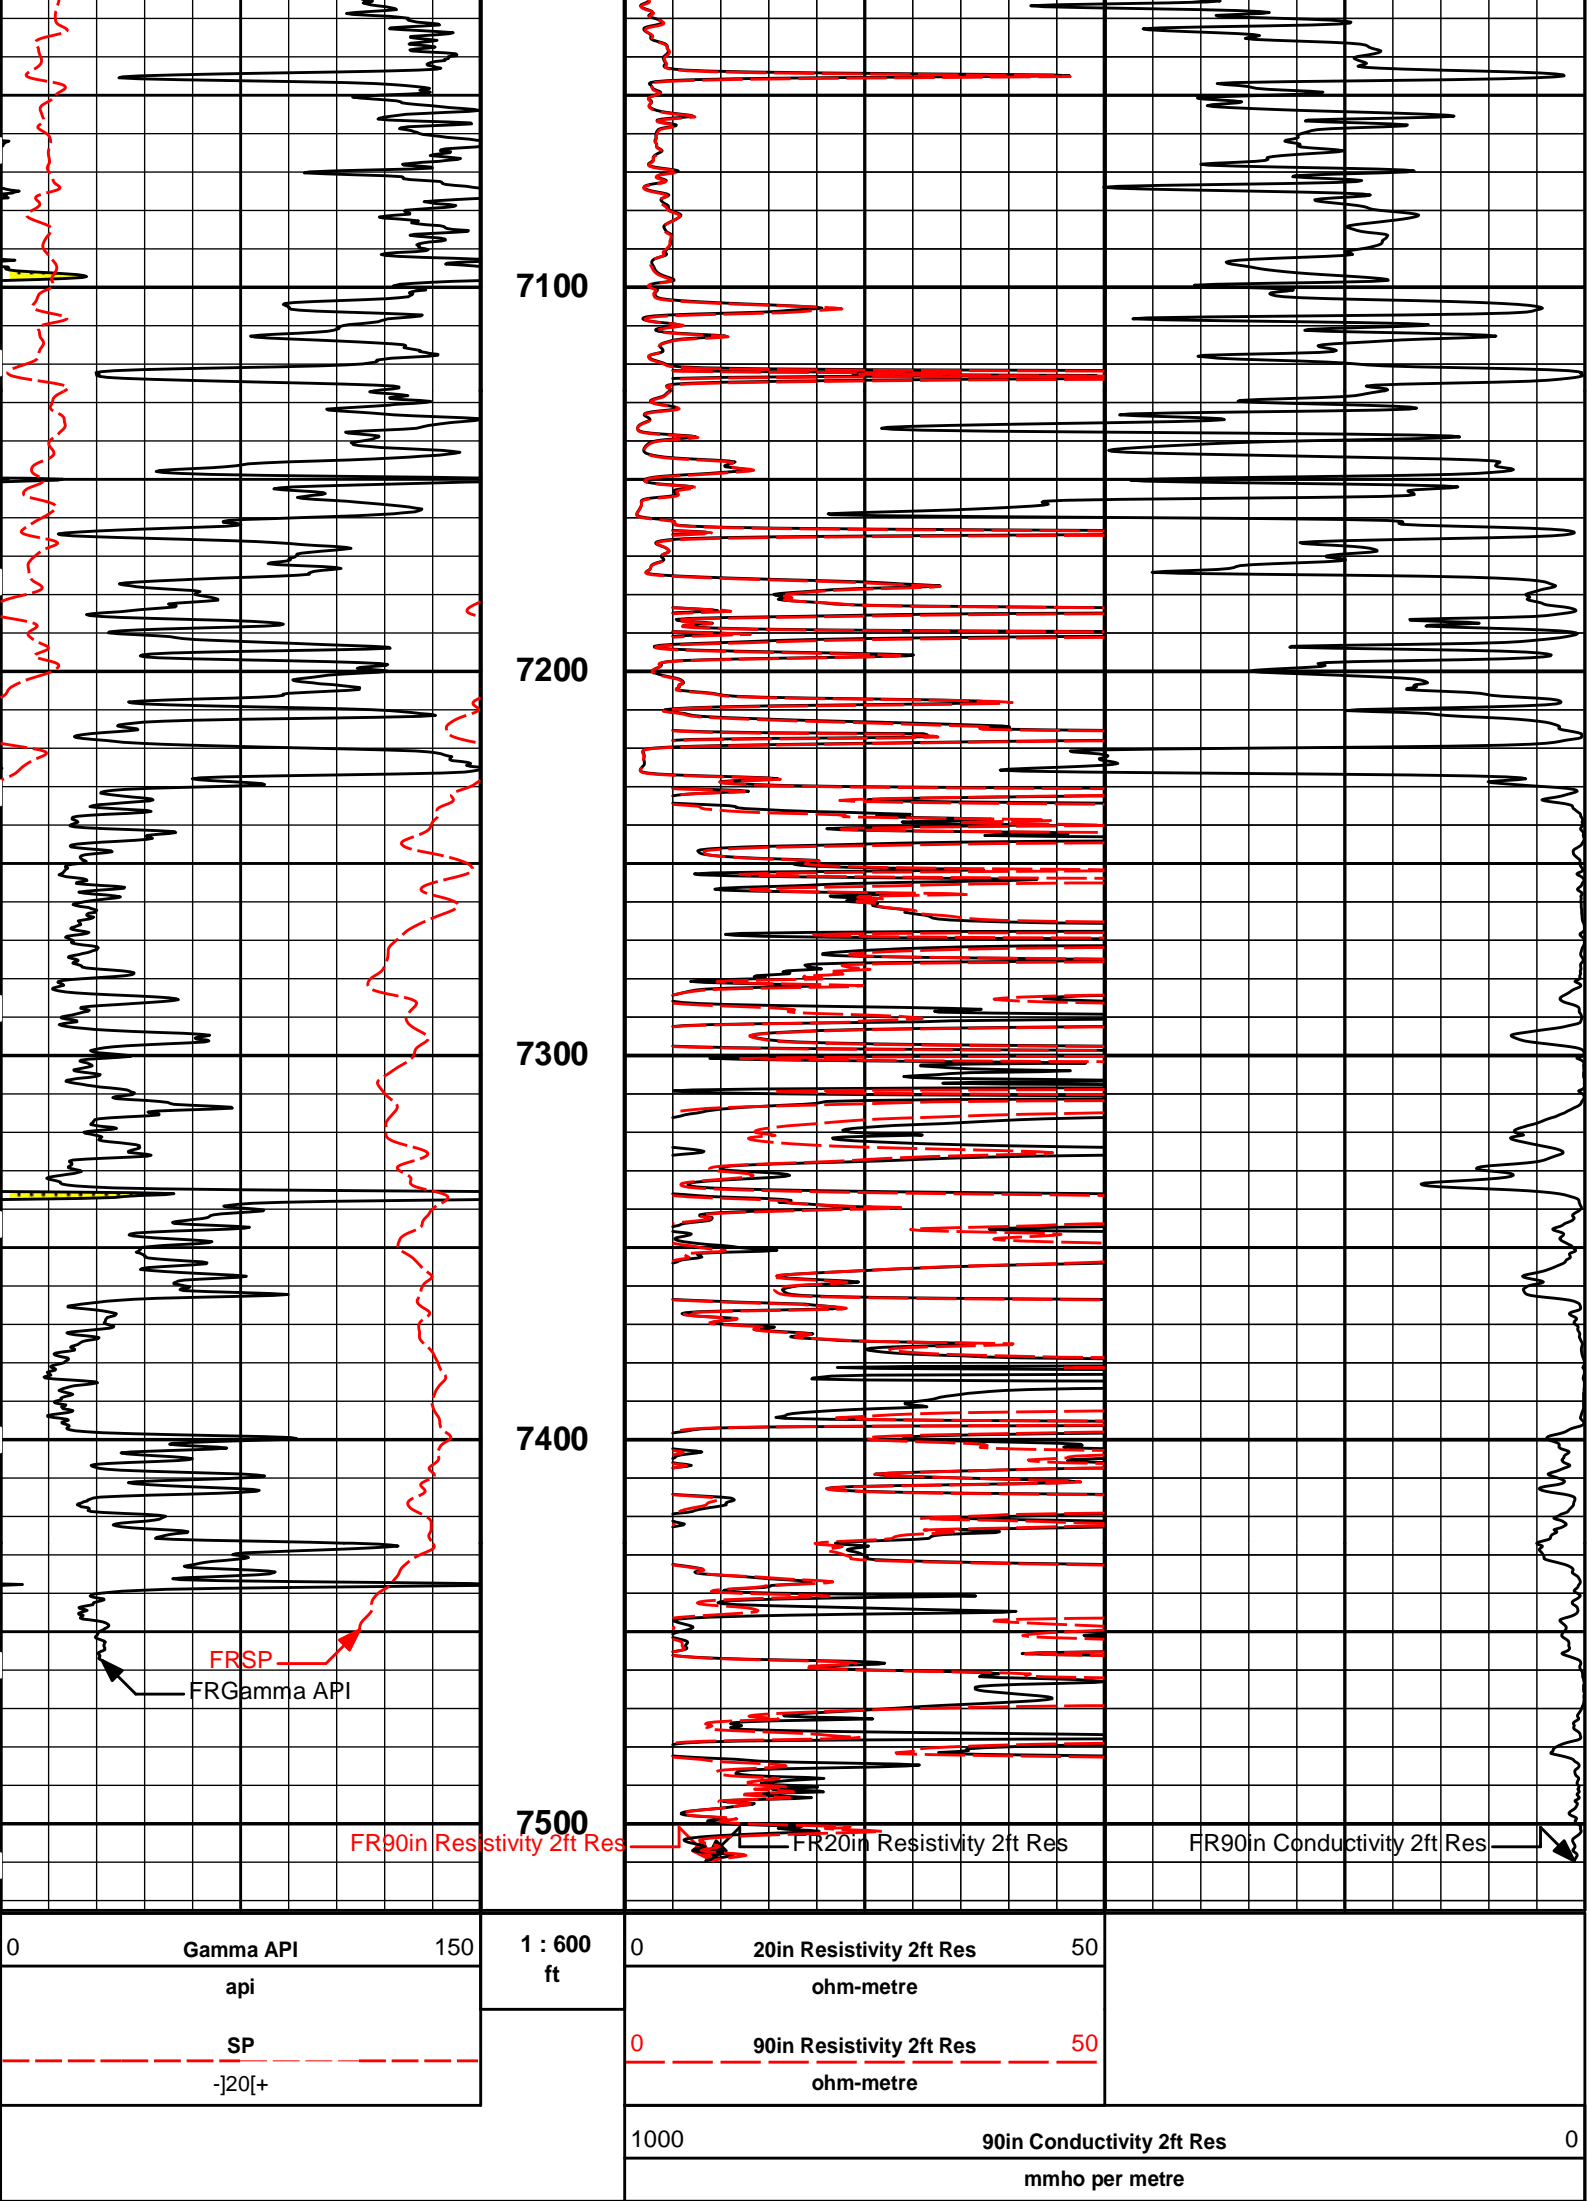 7100
7200
7300
7400
FRSP
FRGamma API
7500
FR90in Resistivity 2ft Res
FR20in Resistivity 2ft Res
FR90in Conductivity 2ft Res
0 Gamma API 150
api
SP
-]20[+
1 : 600
ft
0 20in Resistivity 2ft Res 50
ohm-metre
0 90in Resistivity 2ft Res 50
ohm-metre
1000 90in Conductivity 2ft Res 0
mmho per metre